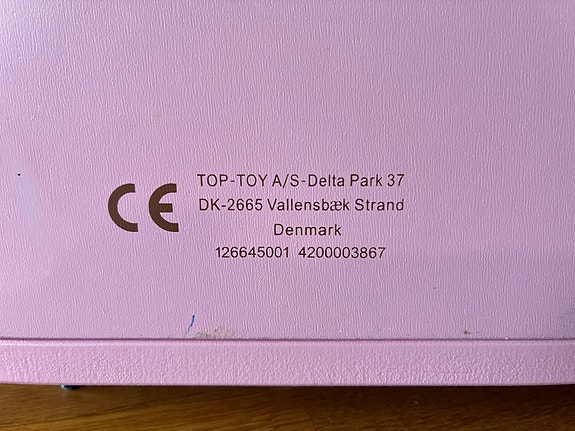 CE
TOP-TOY A/S-Delta Park 37
DK-2665 Vallensbæk Strand
Denmark
126645001 4200003867